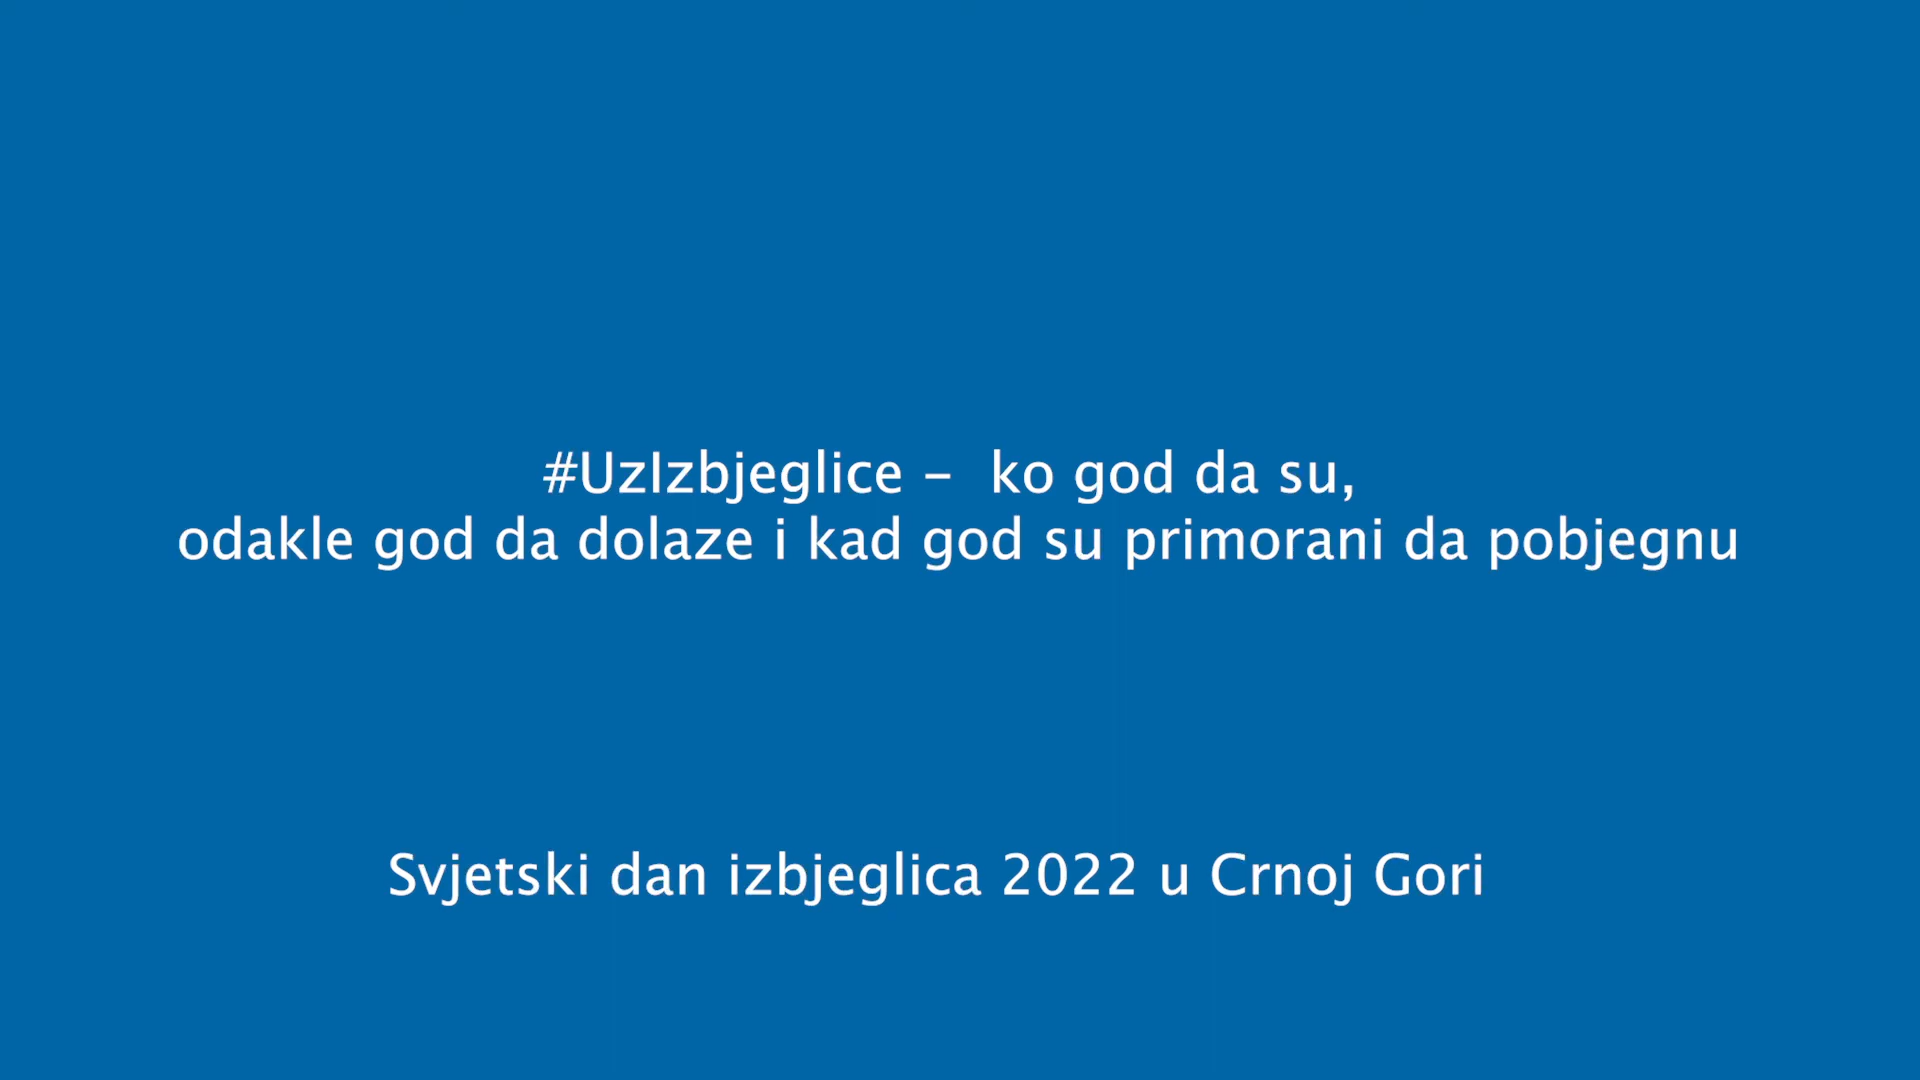 #UzIzbjeglice –  ko god da su,
odakle god da dolaze i kad god su primorani da pobjegnu
Svjetski dan izbjeglica 2022 u Crnoj Gori